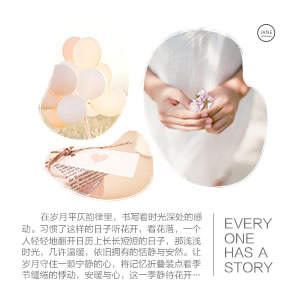 JANE
在岁月平仄韵律里，书写着时光深处的感
动。习惯了这样的日子听花开，看花落，一个
人轻轻地翻开日历上长长短短的日子，那浅浅
时光，几许温暖，依旧拥有的恬静与安然。让
岁月守住一顺宁静的心，将记忆折叠装点着季
节缱绻的悸动，安暖与心，这一季静待花开…
EVERY
ONE
HAS A
STORY